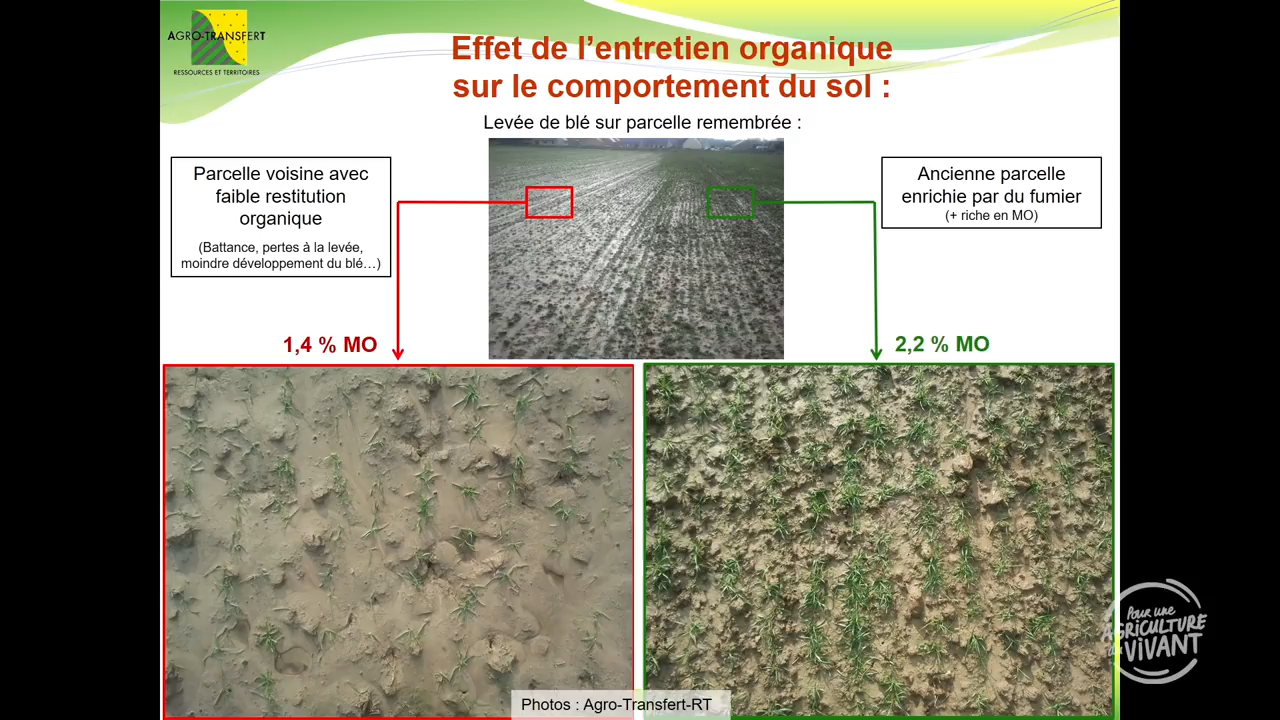 AGRO-TRANSFERT
RESSOURCES ET TERRITOIRES
Effet de l’entretien organique
sur le comportement du sol :
Levée de blé sur parcelle remembrée :
Parcelle voisine avec
faible restitution
organique
(Battance, pertes à la levée,
moindre développement du blé…)
Ancienne parcelle
enrichie par du fumier
(+ riche en MO)
1,4 % MO
2,2 % MO
Photos : Agro-Transfert-RT
Pour une
AGRICULTURE
du VIVANT